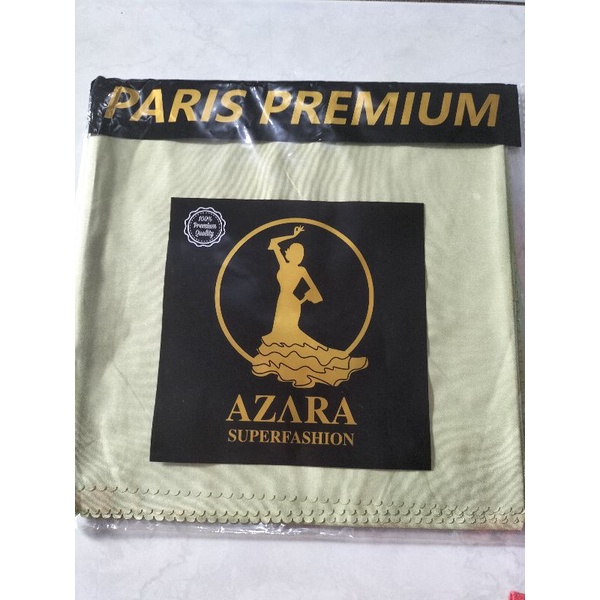 PARIS PREMIUM
100%
Premium
Quality
AZARA
SUPERFASHION